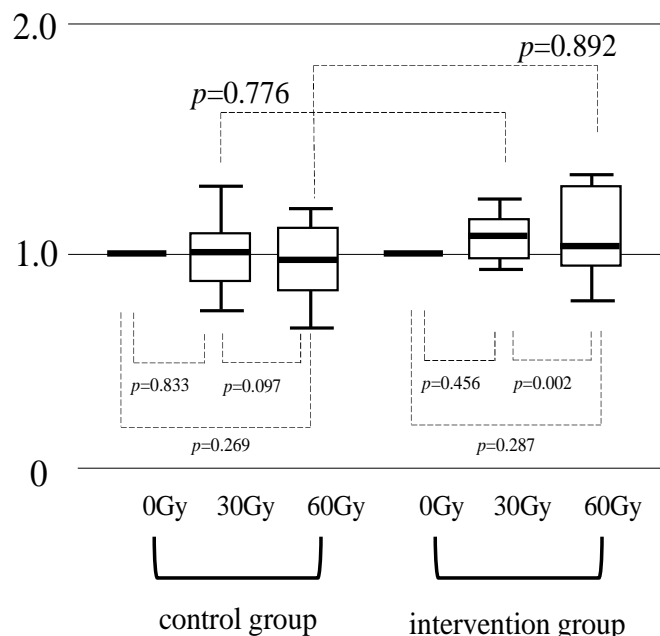 2.0
p=0.892
p=0.776
1.0
p=0.833
p=0.097
p=0.456
p=0.002
p=0.269
p=0.287
0
0Gy 30Gy 60Gy 0Gy 30Gy 60Gy
control group intervention group